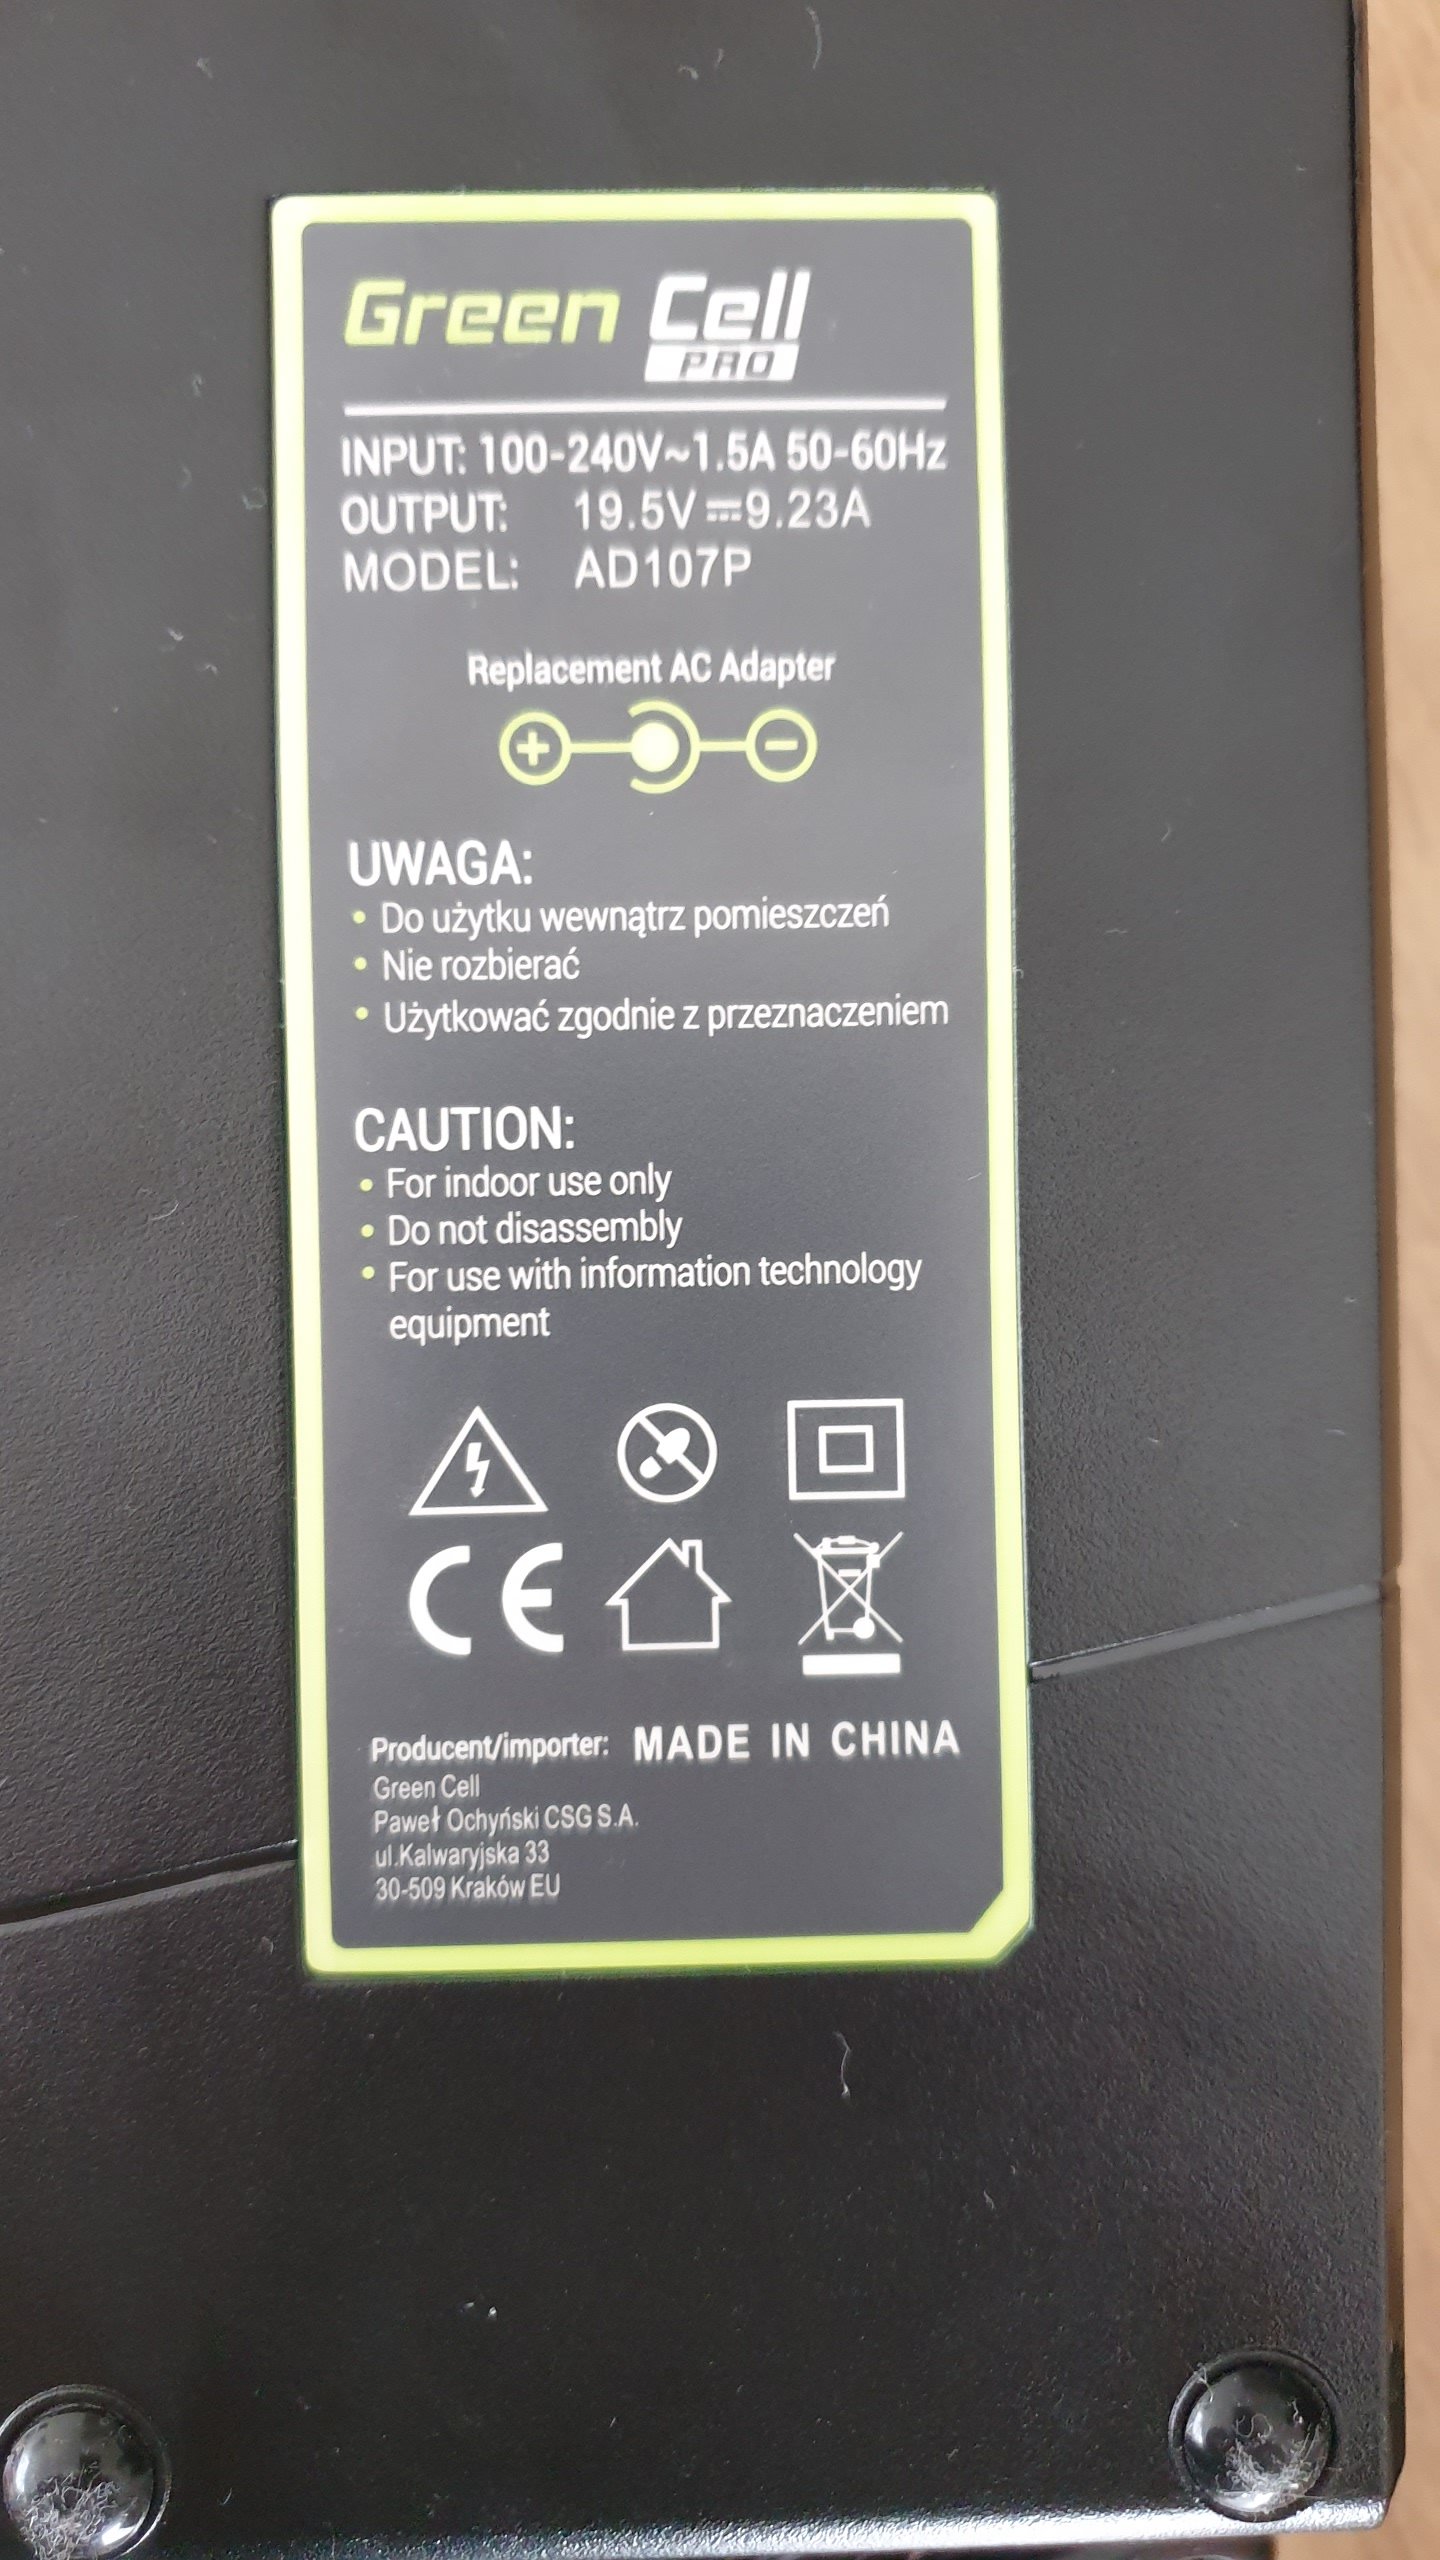 Green Cell
PRO
INPUT: 100-240V~1.5A 50-60Hz
OUTPUT: 19.5V⎓9.23A
MODEL: AD107P
Replacement AC Adapter
+ −
UWAGA:
• Do użytku wewnątrz pomieszczeń
• Nie rozbierać
• Użytkować zgodnie z przeznaczeniem
CAUTION:
• For indoor use only
• Do not disassembly
• For use with information technology
equipment
CE
Producent/importer: MADE IN CHINA
Green Cell
Paweł Ochyński CSG S.A.
ul.Kalwaryjska 33
30-509 Kraków EU